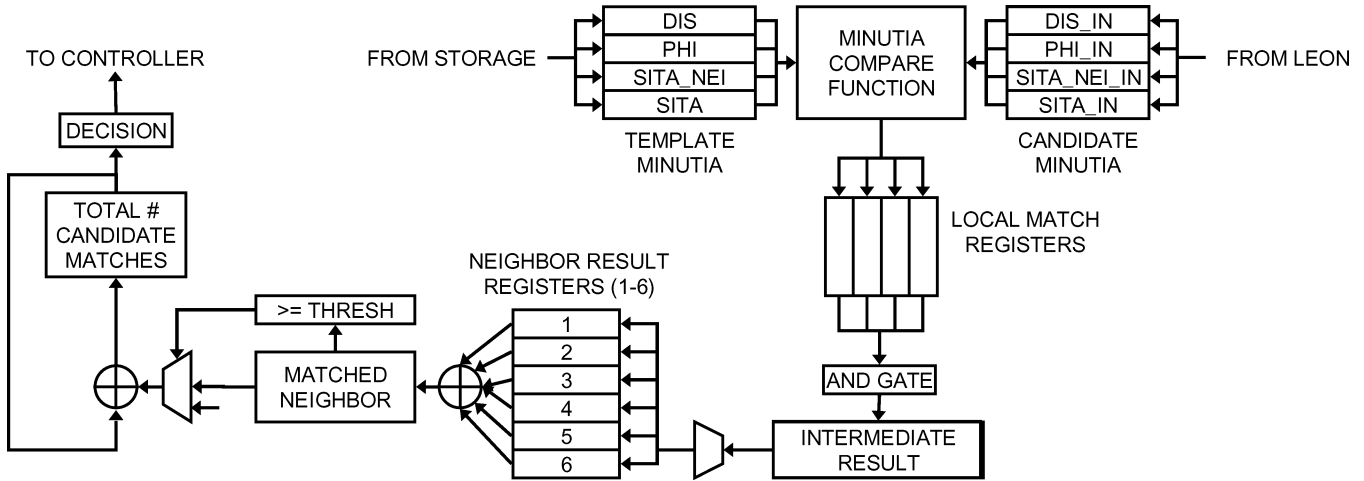 TO CONTROLLER
DECISION
TOTAL #
CANDIDATE
MATCHES
>= THRESH
MATCHED
NEIGHBOR
NEIGHBOR RESULT
REGISTERS (1-6)
1
2
3
4
5
6
FROM STORAGE
DIS
PHI
SITA_NEI
SITA
TEMPLATE
MINUTIA
MINUTIA
COMPARE
FUNCTION
DIS_IN
PHI_IN
SITA_NEI_IN
SITA_IN
CANDIDATE
MINUTIA
FROM LEON
LOCAL MATCH
REGISTERS
AND GATE
INTERMEDIATE
RESULT